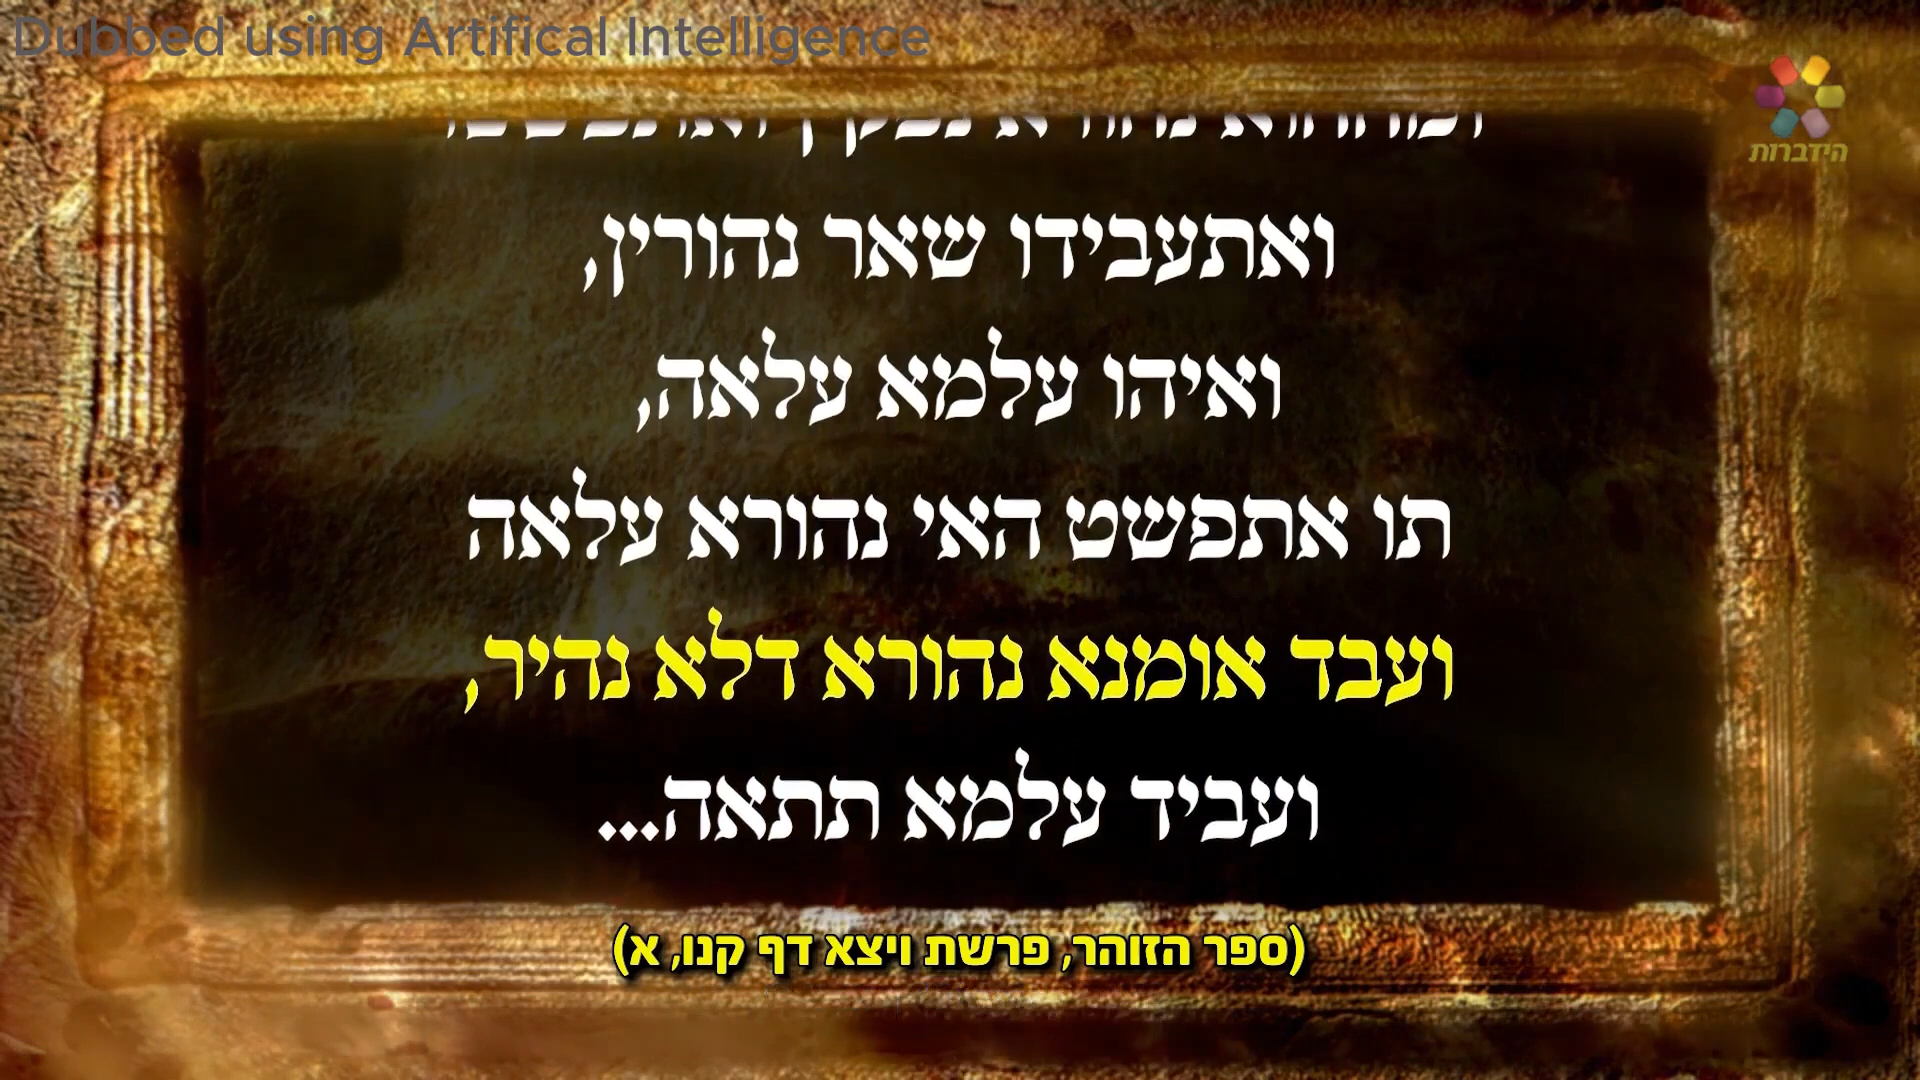 Dubbed using Artifical Intelligence
הידברות
ואתעבידו שאר נהורין,
ואיהו עלמא עלאה,
תו אתפשט האי נהורא עלאה
ועבד אומנא נהורא דלא נהיר,
ועביד עלמא תתאה...
(ספר הזוהר, פרשת ויצא דף קנו, א)